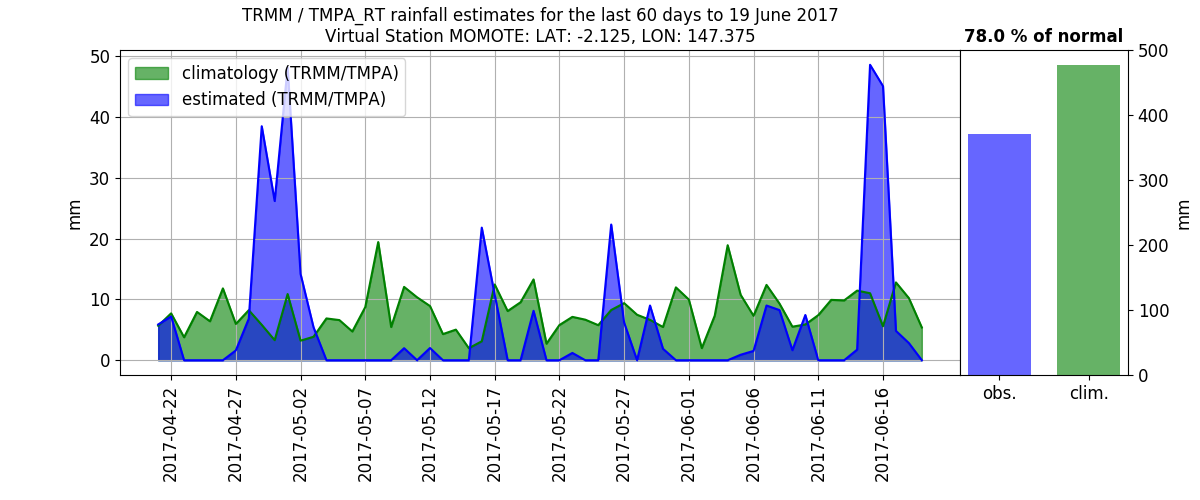 TRMM / TMPA_RT rainfall estimates for the last 60 days to 19 June 2017
Virtual Station MOMOTE: LAT: -2.125, LON: 147.375
78.0 % of normal
climatology (TRMM/TMPA)
estimated (TRMM/TMPA)
50
40
30
20
10
0
mm
2017-04-22
2017-04-27
2017-05-02
2017-05-07
2017-05-12
2017-05-17
2017-05-22
2017-05-27
2017-06-01
2017-06-06
2017-06-11
2017-06-16
500
400
300
200
100
0
mm
obs.
clim.